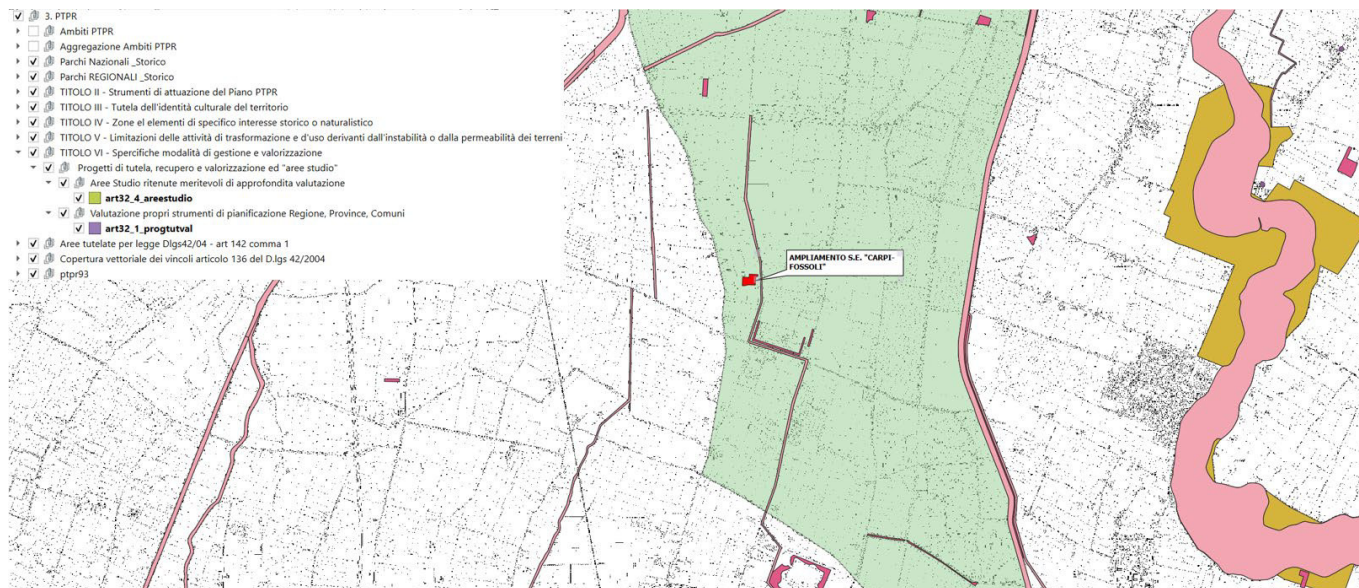 3. PTPR
Ambiti PTPR
Aggregazione Ambiti PTPR
Parchi Nazionali _Storico
Parchi REGIONALI _Storico
TITOLO II - Strumenti di attuazione del Piano PTPR
TITOLO III - Tutela dell'identità culturale del territorio
TITOLO IV - Zone el elementi di specifico interesse storico o naturalistico
TITOLO V - Limitazioni delle attività di trasformazione e d'uso derivanti dall'instabilità o dalla permeabilità dei terreni
TITOLO VI - Spercifiche modalità di gestione e valorizzazione
Progetti di tutela, recupero e valorizzazione ed "aree studio"
Aree Studio ritenute meritevoli di approfondita valutazione
art32_4_areestudio
Valutazione propri strumenti di pianificazione Regione, Province, Comuni
art32_1_progtutval
Aree tutelate per legge Dlgs42/04 - art 142 comma 1
Copertura vettoriale dei vincoli articolo 136 del D.lgs 42/2004
ptpr93
AMPLIAMENTO S.E. "CARPI-
FOSSOLI"